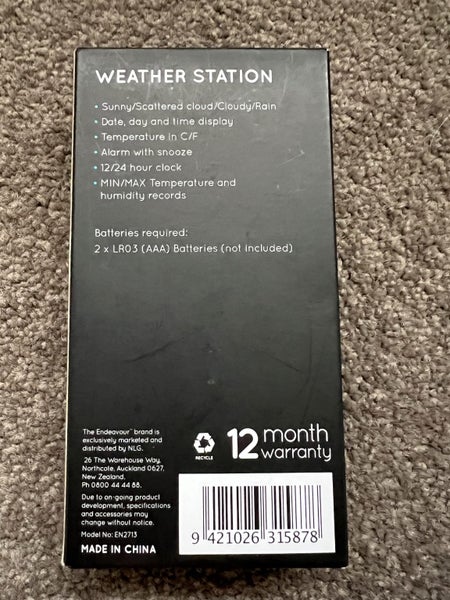 WEATHER STATION
• Sunny/Scattered cloud/Cloudy/Rain
• Date, day and time display
• Temperature in C/F
• Alarm with snooze
• 12/24 hour clock
• MIN/MAX Temperature and
humidity records
Batteries required:
2 x LR03 (AAA) Batteries (not included)
The Endeavour™ brand is
exclusively marketed and
distributed by NLG.
26 The Warehouse Way,
Northcote, Auckland 0627,
New Zealand.
Ph 0800 44 44 88.
Due to on-going product
development, specifications
and accessories may
change without notice.
Model No: EN2713
MADE IN CHINA
RECYCLE
12 month
warranty
9 421026 315878